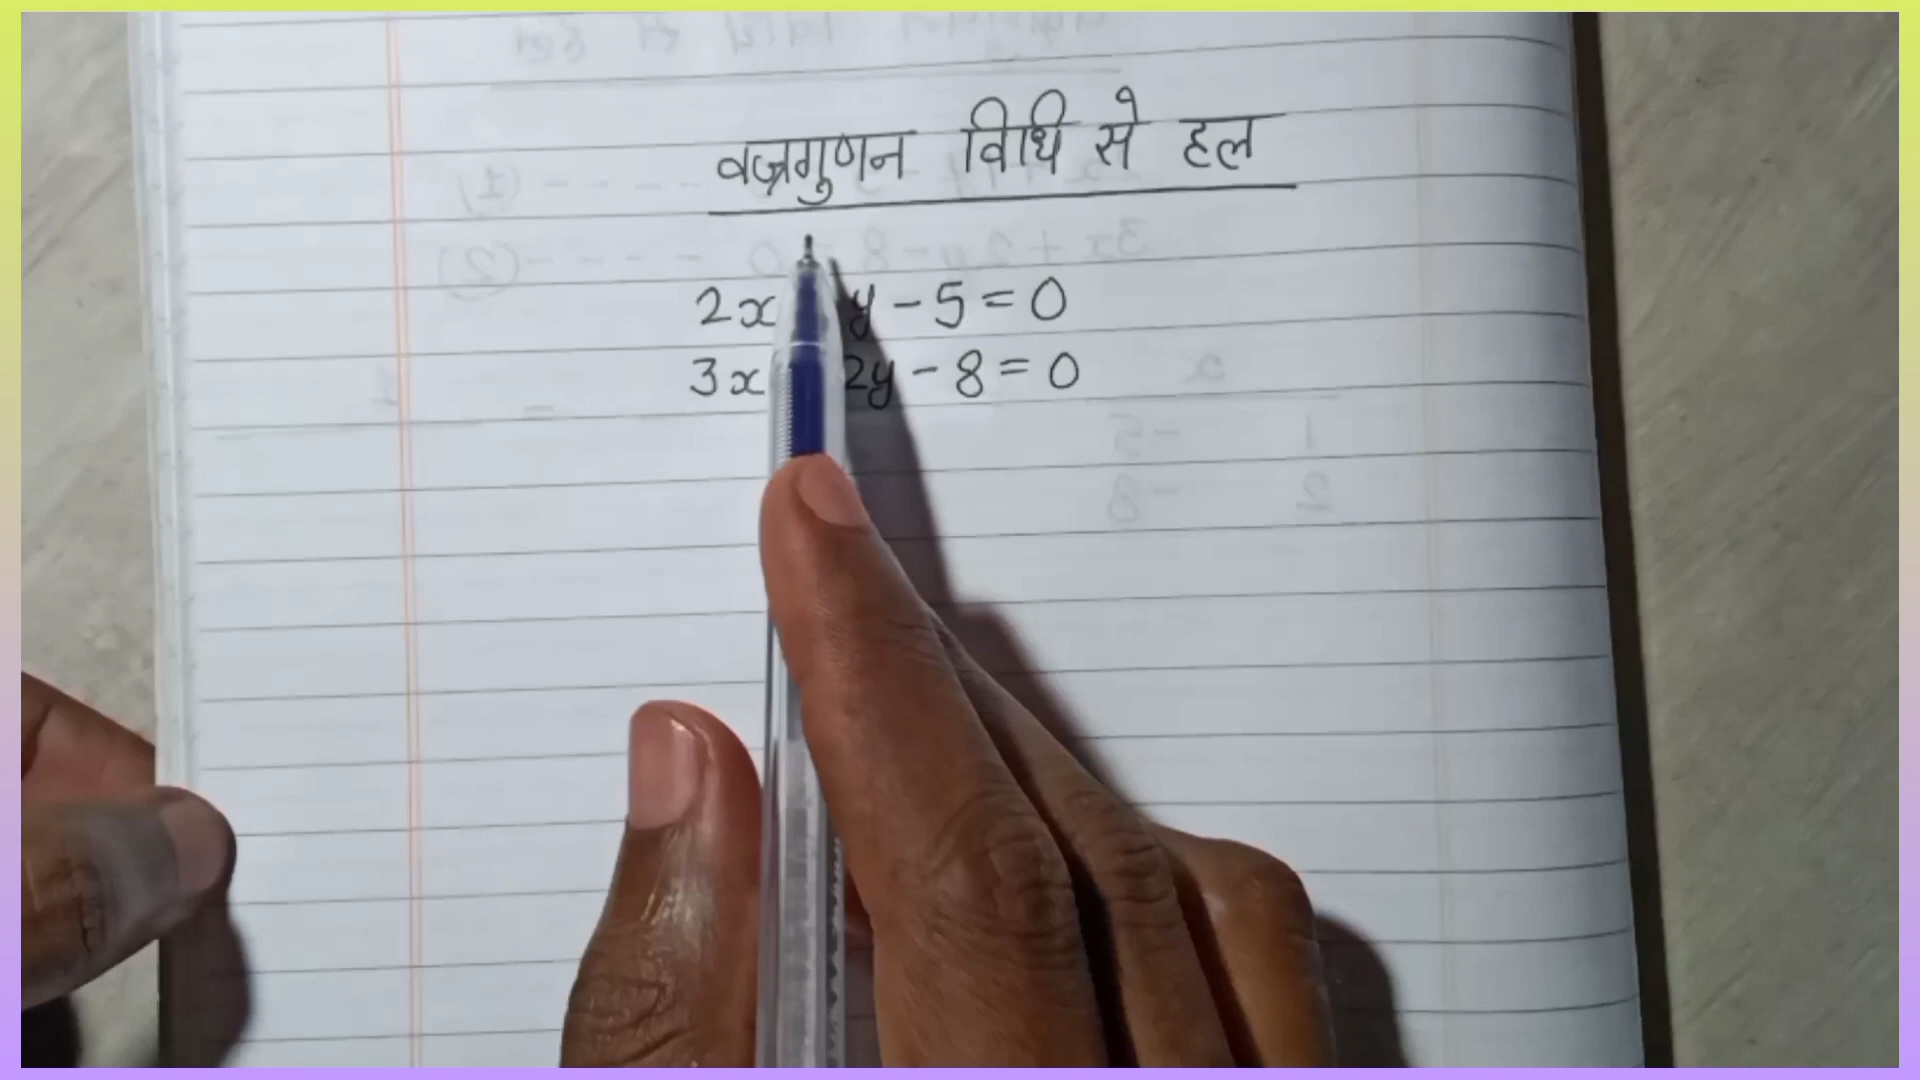 वज्रगुणन विधि से हल
2x y - 5 = 0
3x 2y - 8 = 0